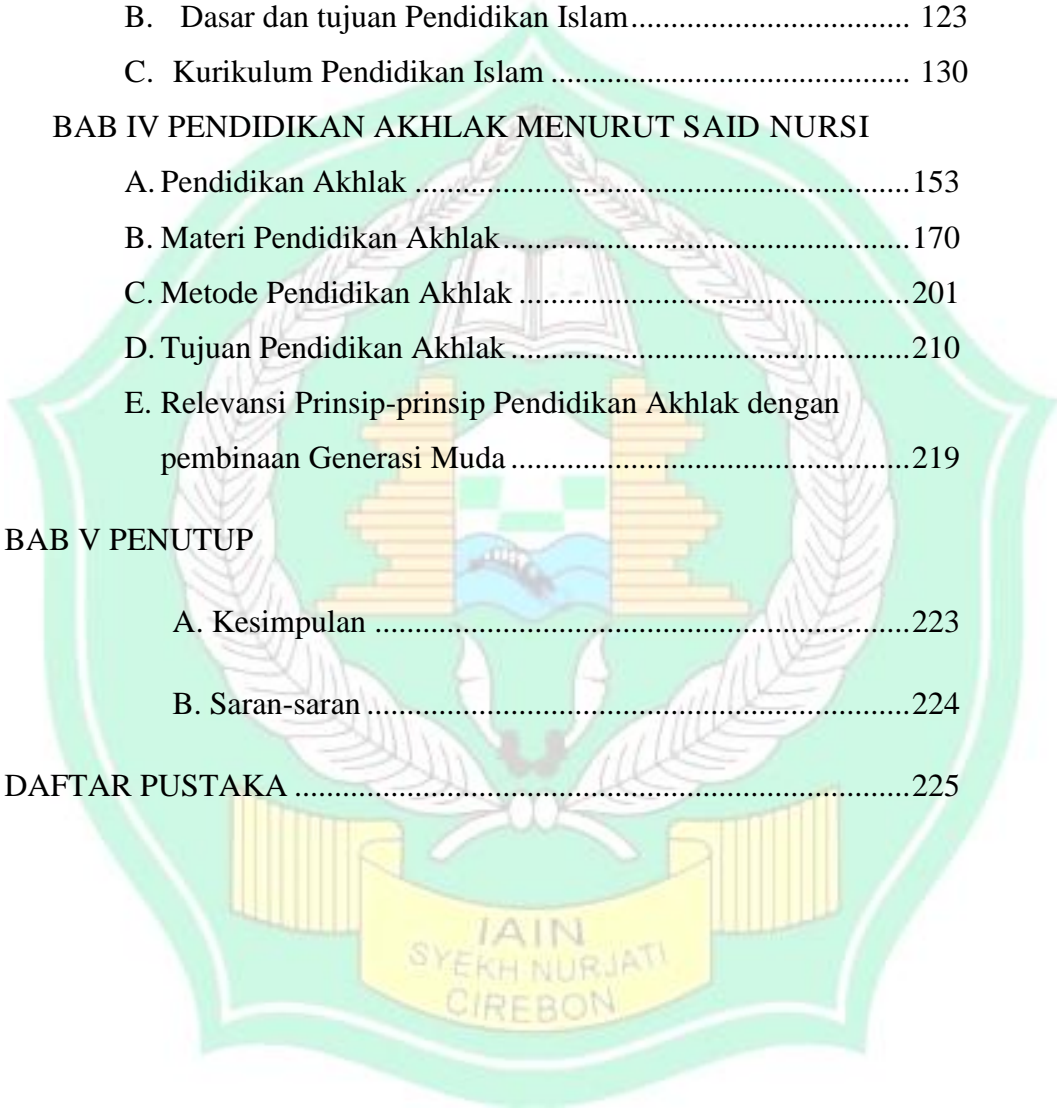 B. Dasar dan tujuan Pendidikan Islam................................... 123
C. Kurikulum Pendidikan Islam ............................................. 130
BAB IV PENDIDIKAN AKHLAK MENURUT SAID NURSI
A. Pendidikan Akhlak ..............................................................153
B. Materi Pendidikan Akhlak...................................................170
C. Metode Pendidikan Akhlak .................................................201
D. Tujuan Pendidikan Akhlak ..................................................210
E. Relevansi Prinsip-prinsip Pendidikan Akhlak dengan
pembinaan Generasi Muda ..................................................219
BAB V PENUTUP
A. Kesimpulan ...................................................................223
B. Saran-saran ....................................................................224
DAFTAR PUSTAKA .............................................................................225
IAIN
SYEKH NURJATI
CIREBON